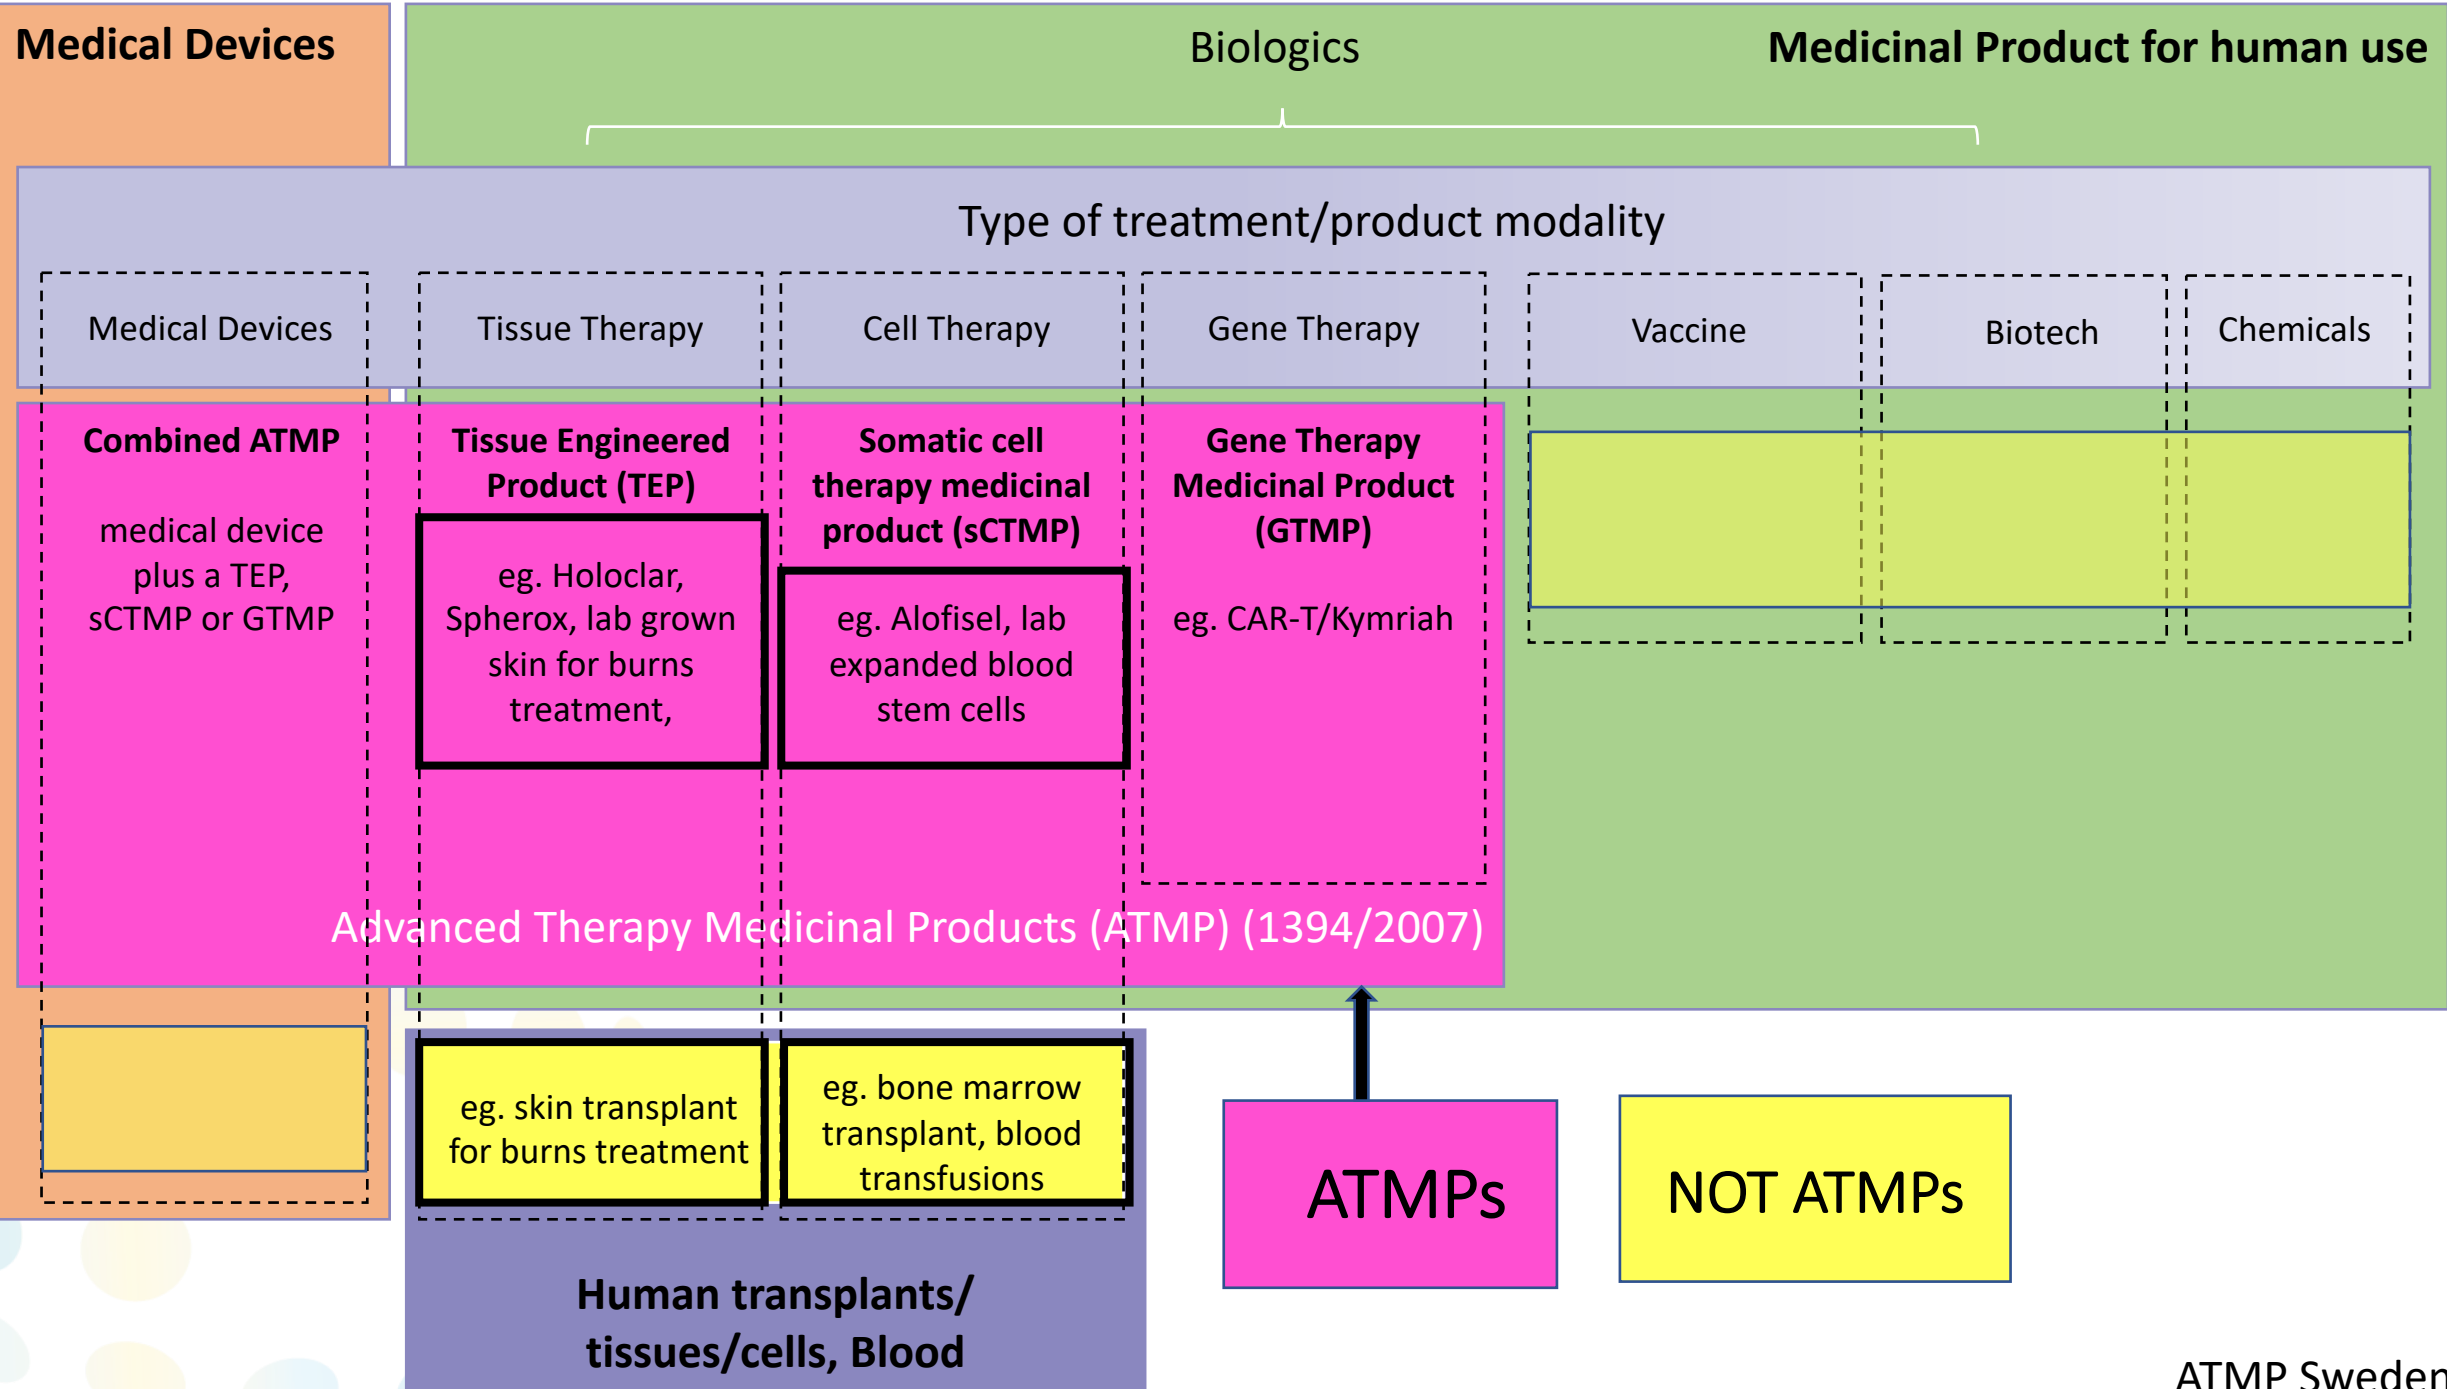 Medical Devices
Biologics
Medicinal Product for human use
Type of treatment/product modality
Medical Devices
Tissue Therapy
Cell Therapy
Gene Therapy
Vaccine
Biotech
Chemicals
Combined ATMP
medical device
plus a TEP,
sCTMP or GTMP
Tissue Engineered
Product (TEP)
eg. Holoclar,
Spherox, lab grown
skin for burns
treatment,
Somatic cell
therapy medicinal
product (sCTMP)
eg. Alofisel, lab
expanded blood
stem cells
Gene Therapy
Medicinal Product
(GTMP)
eg. CAR-T/Kymriah
Advanced Therapy Medicinal Products (ATMP) (1394/2007)
eg. skin transplant
for burns treatment
eg. bone marrow
transplant, blood
transfusions
Human transplants/
tissues/cells, Blood
ATMPs
NOT ATMPs
ATMP Sweden